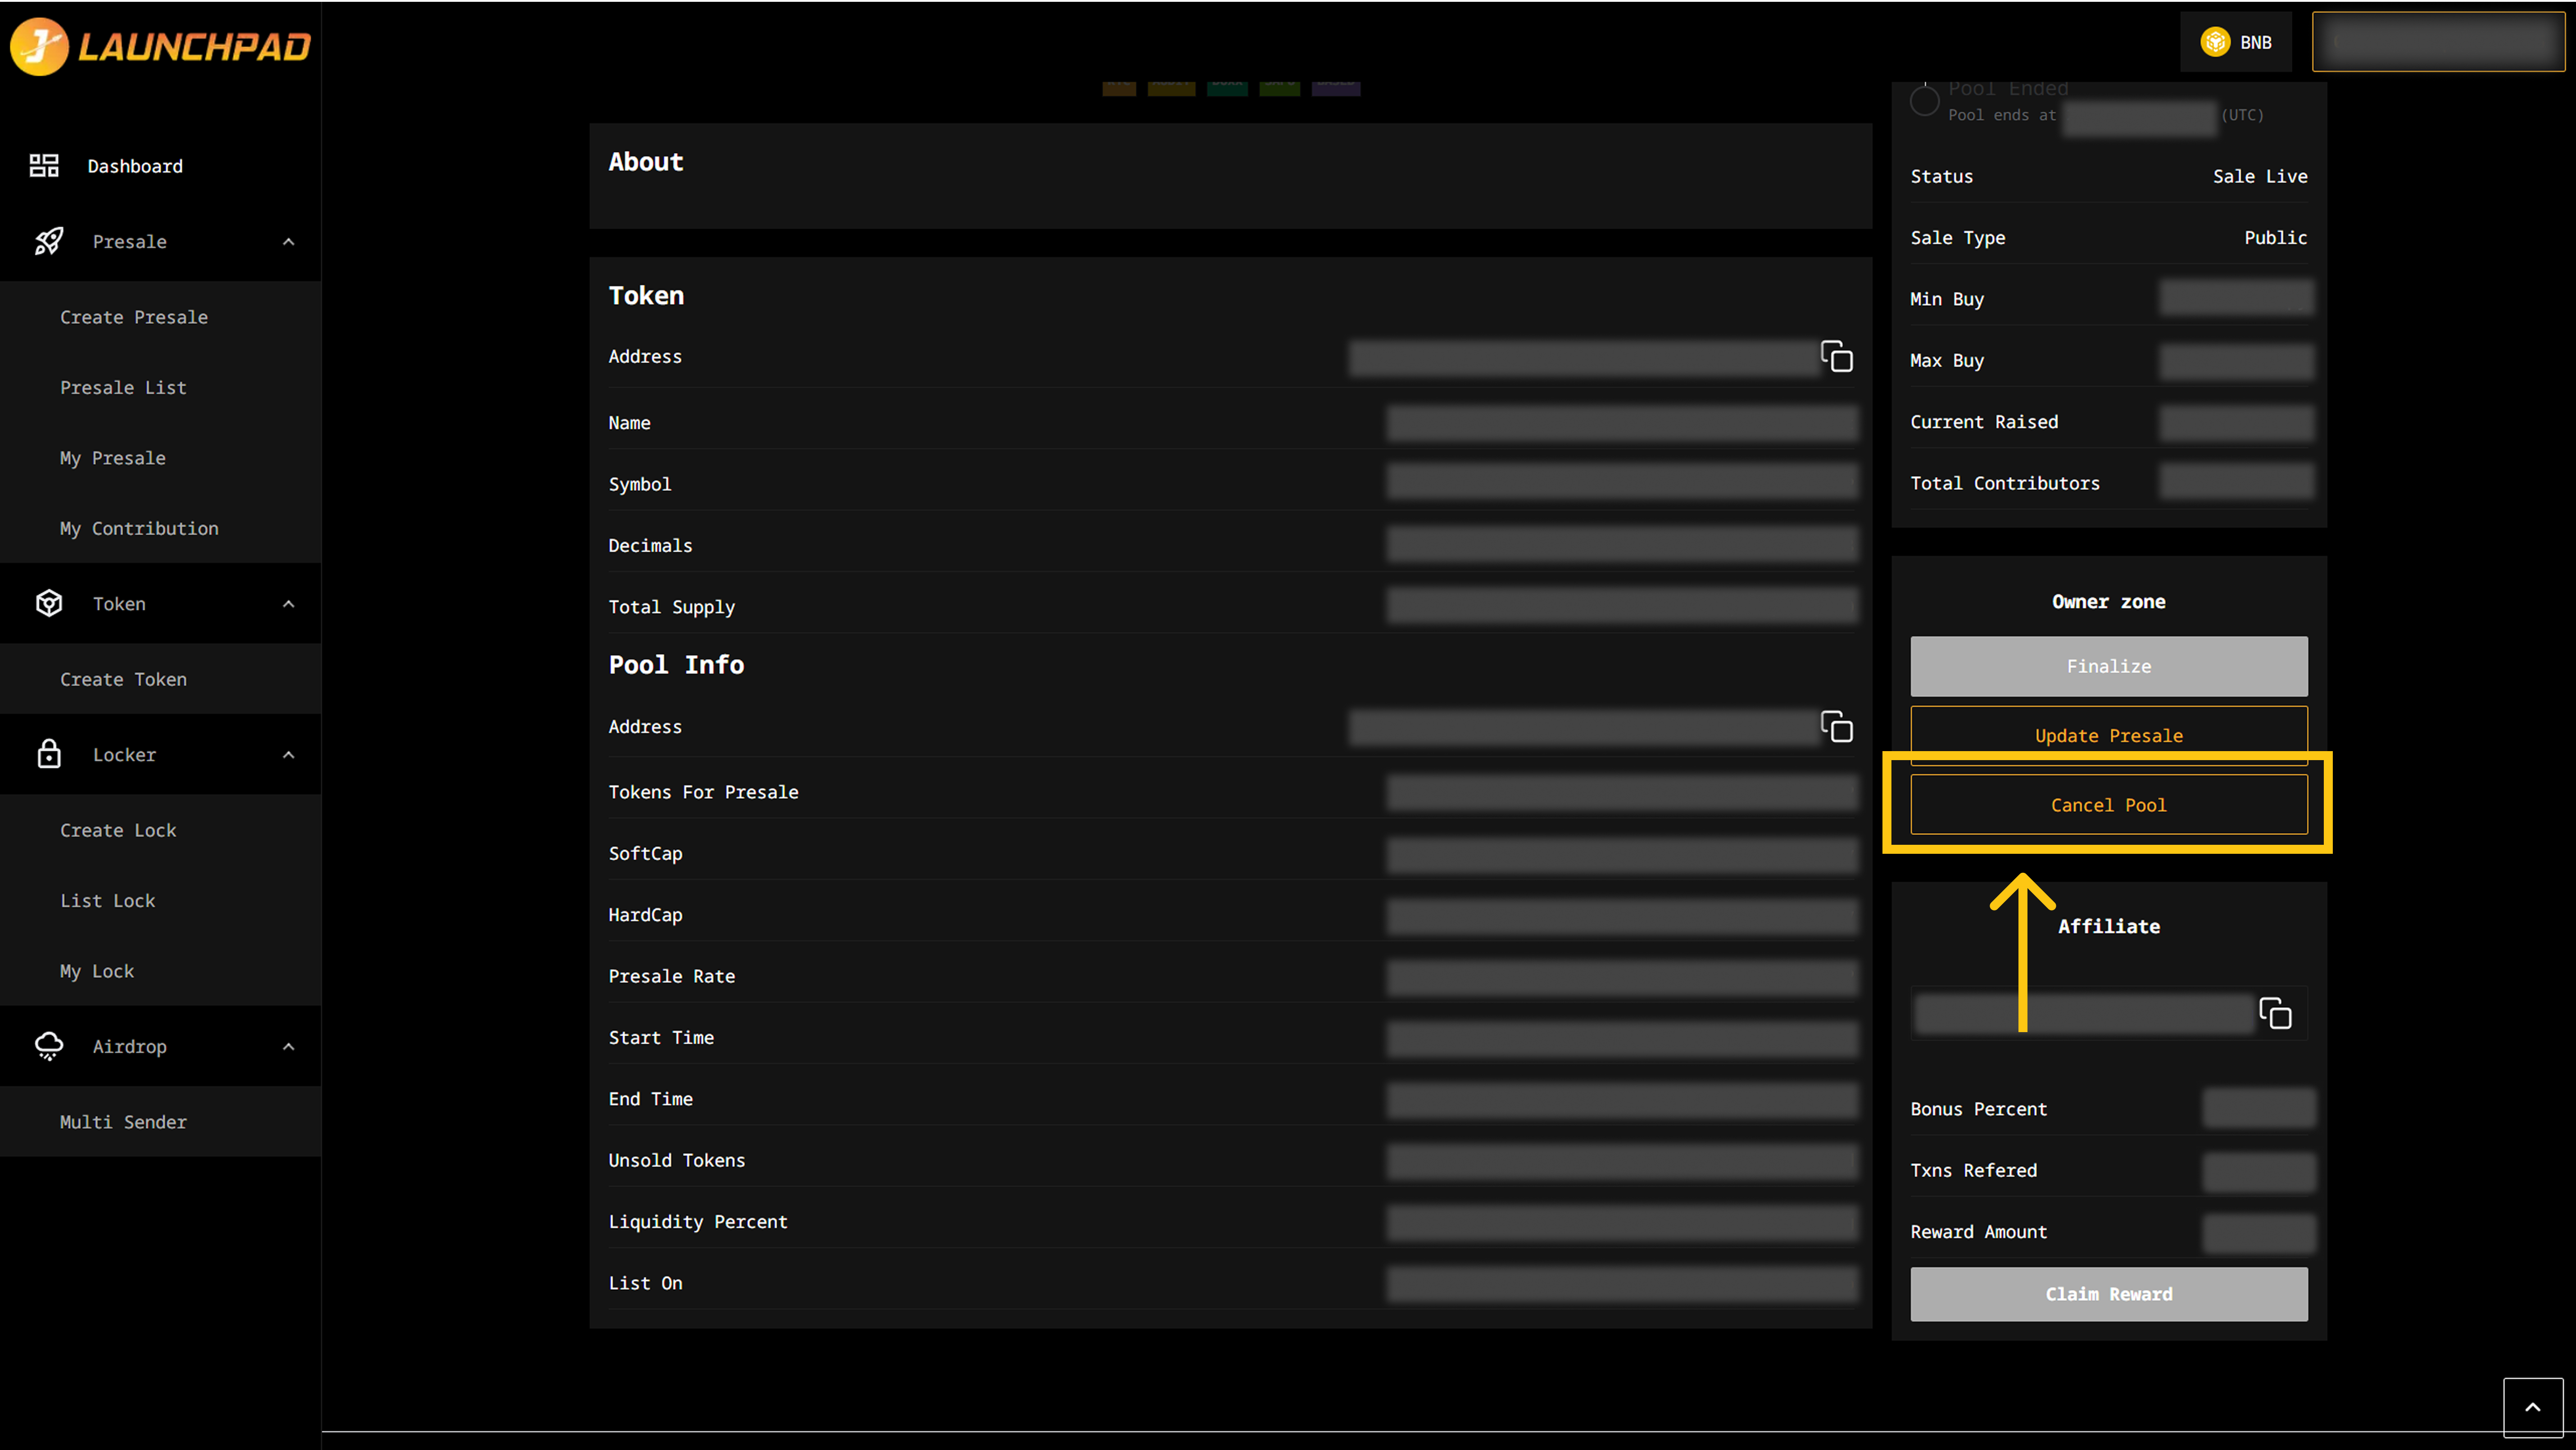 LAUNCHPAD
BNB
Dashboard
Presale
Create Presale
Presale List
My Presale
My Contribution
Token
Create Token
Locker
Create Lock
List Lock
My Lock
Airdrop
Multi Sender
About
Token
Address
Name
Symbol
Decimals
Total Supply
Pool Info
Address
Tokens For Presale
SoftCap
HardCap
Presale Rate
Start Time
End Time
Unsold Tokens
Liquidity Percent
List On
Pool Ended
Pool ends at (UTC)
Status Sale Live
Sale Type Public
Min Buy
Max Buy
Current Raised
Total Contributors
Owner zone
Finalize
Update Presale
Cancel Pool
Affiliate
Bonus Percent
Txns Refered
Reward Amount
Claim Reward